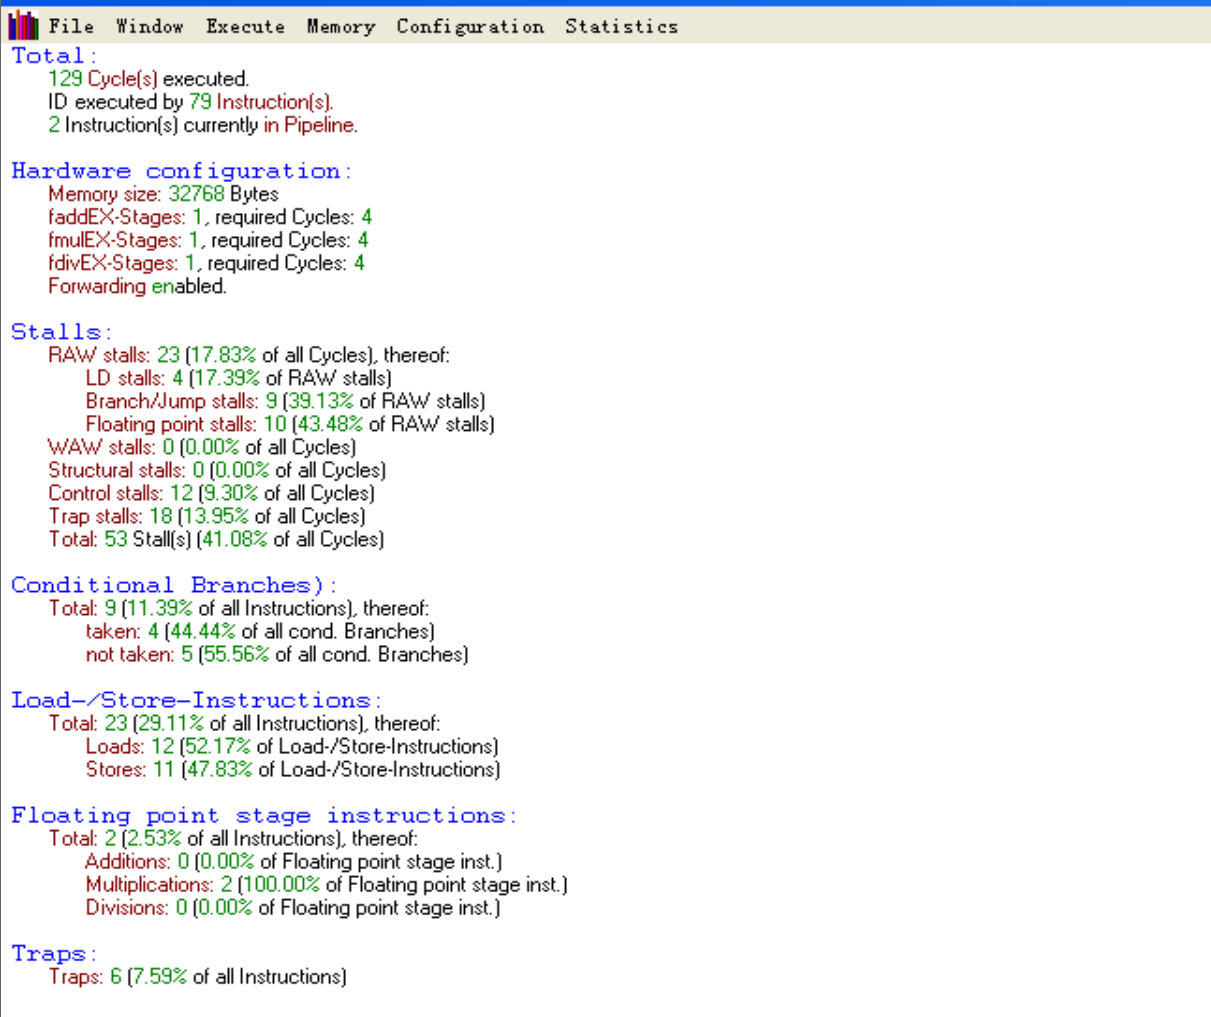 File Window Execute Memory Configuration Statistics
Total:
129 Cycle(s) executed.
ID executed by 79 Instruction(s).
2 Instruction(s) currently in Pipeline.
Hardware configuration:
Memory size: 32768 Bytes
faddEX-Stages: 1, required Cycles: 4
fmulEX-Stages: 1, required Cycles: 4
fdivEX-Stages: 1, required Cycles: 4
Forwarding enabled.
Stalls:
RAW stalls: 23 (17.83% of all Cycles), thereof:
LD stalls: 4 (17.39% of RAW stalls)
Branch/Jump stalls: 9 (39.13% of RAW stalls)
Floating point stalls: 10 (43.48% of RAW stalls)
WAW stalls: 0 (0.00% of all Cycles)
Structural stalls: 0 (0.00% of all Cycles)
Control stalls: 12 (9.30% of all Cycles)
Trap stalls: 18 (13.95% of all Cycles)
Total: 53 Stall(s) (41.08% of all Cycles)
Conditional Branches):
Total: 9 (11.39% of all Instructions), thereof:
taken: 4 (44.44% of all cond. Branches)
not taken: 5 (55.56% of all cond. Branches)
Load-/Store-Instructions:
Total: 23 (29.11% of all Instructions), thereof:
Loads: 12 (52.17% of Load-/Store-Instructions)
Stores: 11 (47.83% of Load-/Store-Instructions)
Floating point stage instructions:
Total: 2 (2.53% of all Instructions), thereof:
Additions: 0 (0.00% of Floating point stage inst.)
Multiplications: 2 (100.00% of Floating point stage inst.)
Divisions: 0 (0.00% of Floating point stage inst.)
Traps:
Traps: 6 (7.59% of all Instructions)